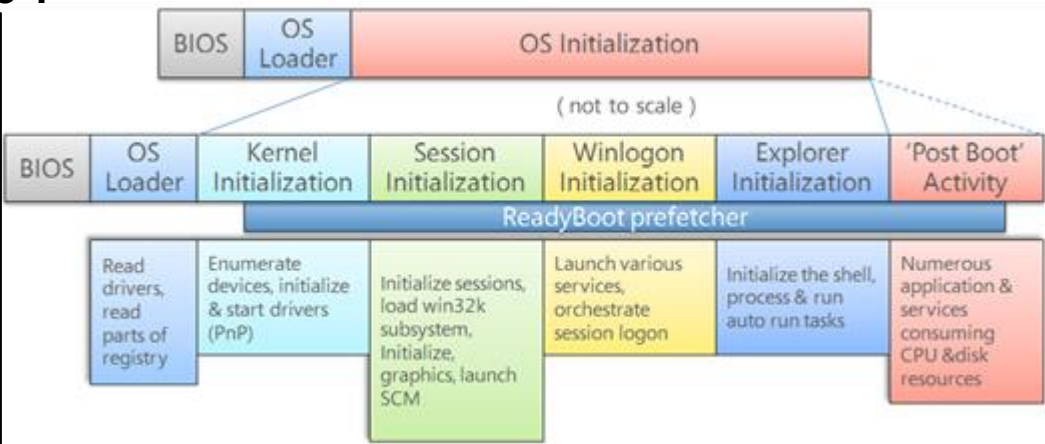 BIOS
OS
Loader
OS Initialization
( not to scale )
BIOS
OS
Loader
Kernel
Initialization
Session
Initialization
Winlogon
Initialization
Explorer
Initialization
'Post Boot'
Activity
ReadyBoot prefetcher
Read
drivers,
read
parts of
registry
Enumerate
devices, initialize
& start drivers
(PnP)
Initialize sessions,
load win32k
subsystem,
Initialize,
graphics, launch
SCM
Launch various
services,
orchestrate
session logon
Initialize the shell,
process & run
auto run tasks
Numerous
application &
services
consuming
CPU &disk
resources